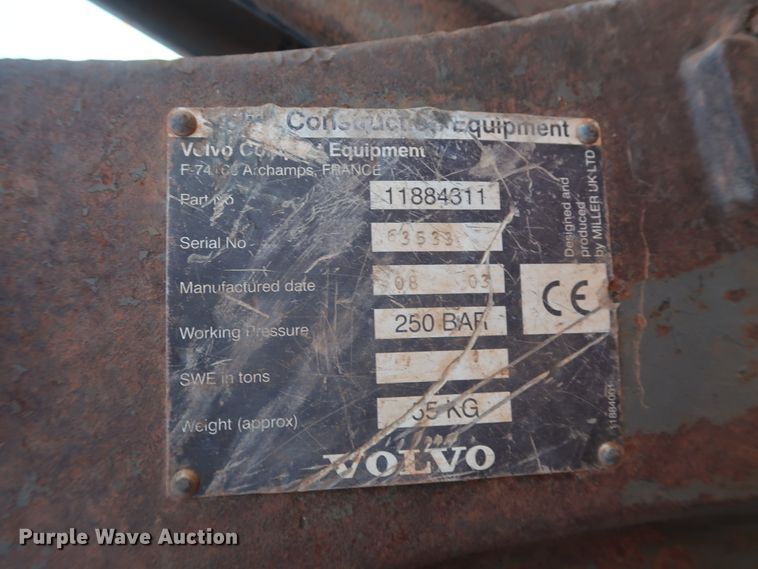 Construction Equipment
Volvo Compact Equipment
F-74166 Archamps, FRANCE
Part No 11884311
Serial No
Manufactured date 08 03
Working Pressure 250 BAR
SWE in tons
Weight (approx) KG
VOLVO
CE
Designed and
produced
by MILLER UK LTD
11884001
Purple Wave Auction